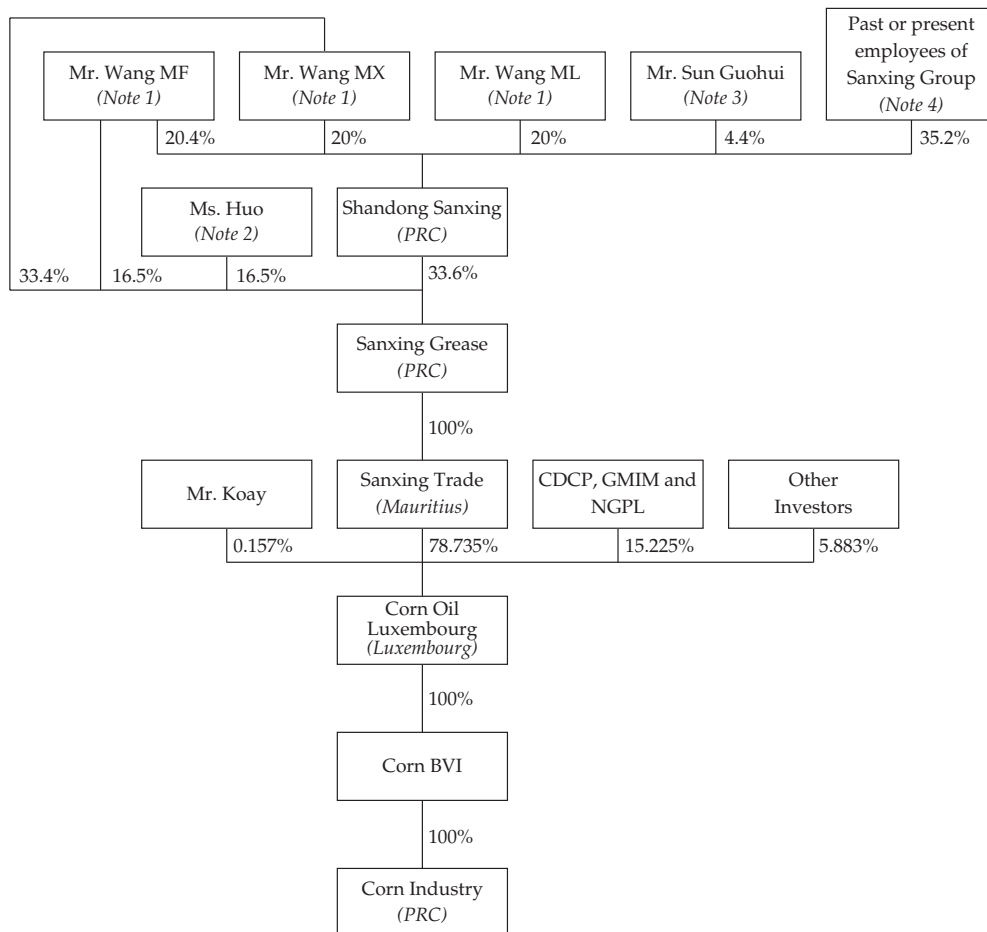 Past or present
employees of
Sanxing Group
(Note 4)
Mr. Wang MF
(Note 1)
Mr. Wang MX
(Note 1)
Mr. Wang ML
(Note 1)
Mr. Sun Guohui
(Note 3)
20.4%
20%
20%
4.4%
35.2%
Ms. Huo
(Note 2)
Shandong Sanxing
(PRC)
33.4%
16.5%
16.5%
33.6%
Sanxing Grease
(PRC)
100%
Mr. Koay
Sanxing Trade
(Mauritius)
CDCP, GMIM and
NGPL
Other
Investors
0.157%
78.735%
15.225%
5.883%
Corn Oil
Luxembourg
(Luxembourg)
100%
Corn BVI
100%
Corn Industry
(PRC)